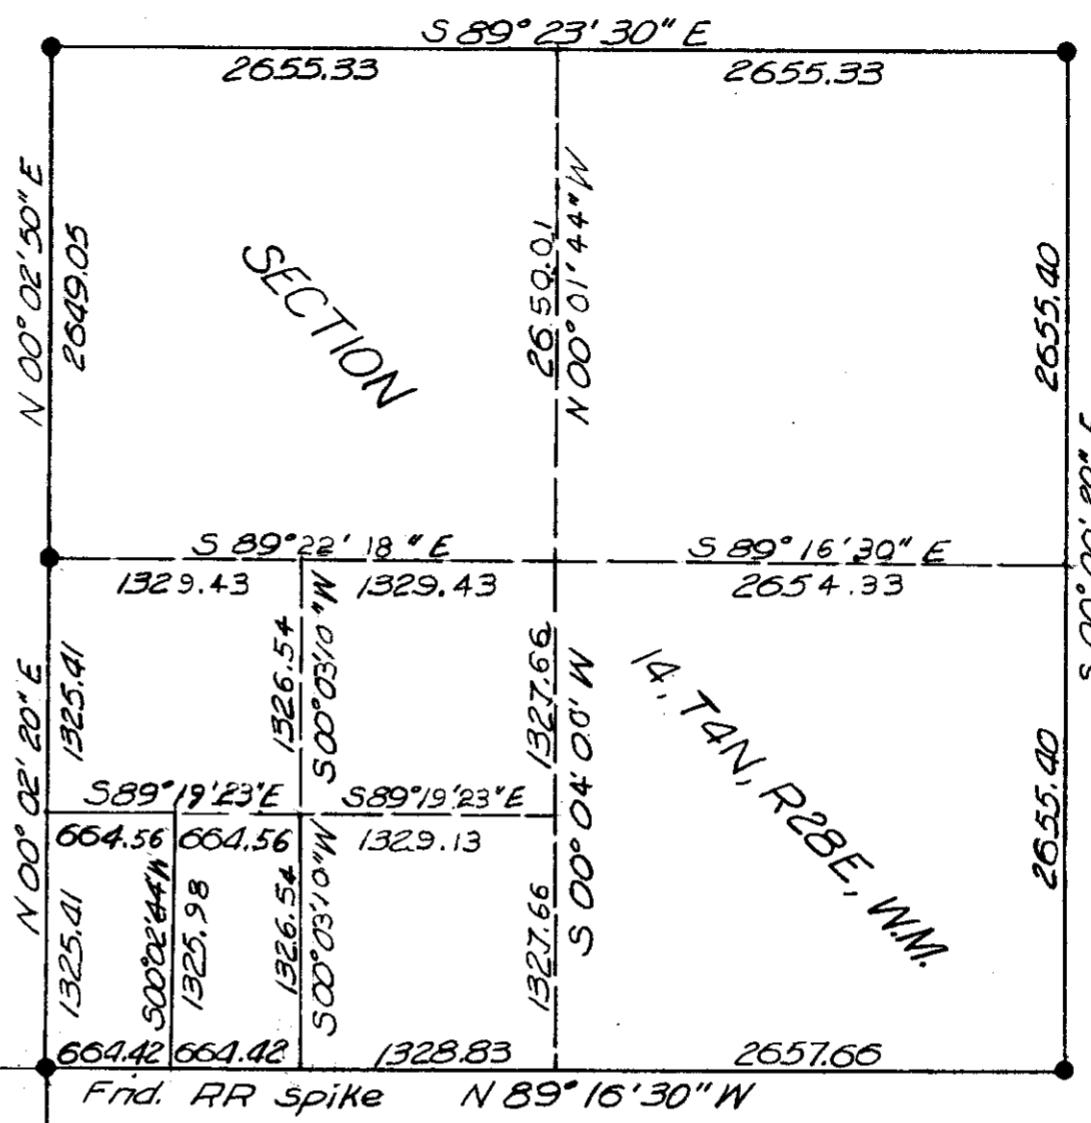 S 89° 23' 30" E
2655.33
2655.33
N 00° 02' 50" E
2649.05
SECTION
2650.01
N 00° 01' 44" W
2655.40
S 89° 22' 18" E
S 89° 16' 30" E
1329.43
1329.43
2654.33
N 00° 02' 20" E
1325.41
1326.54
S 00° 03' 10" W
1327.66
S 00° 04' 00' W
14, T4N, R28E, W.M.
2655.40
S89° 19' 23" E
S89° 19' 23" E
664.56
664.56
1329.13
1325.41
S00° 02' 44" W
1325.98
1326.54
S 00° 03' 10" W
1327.66
664.42
664.42
1328.83
2657.66
Fnd. RR spike
N 89° 16' 30" W